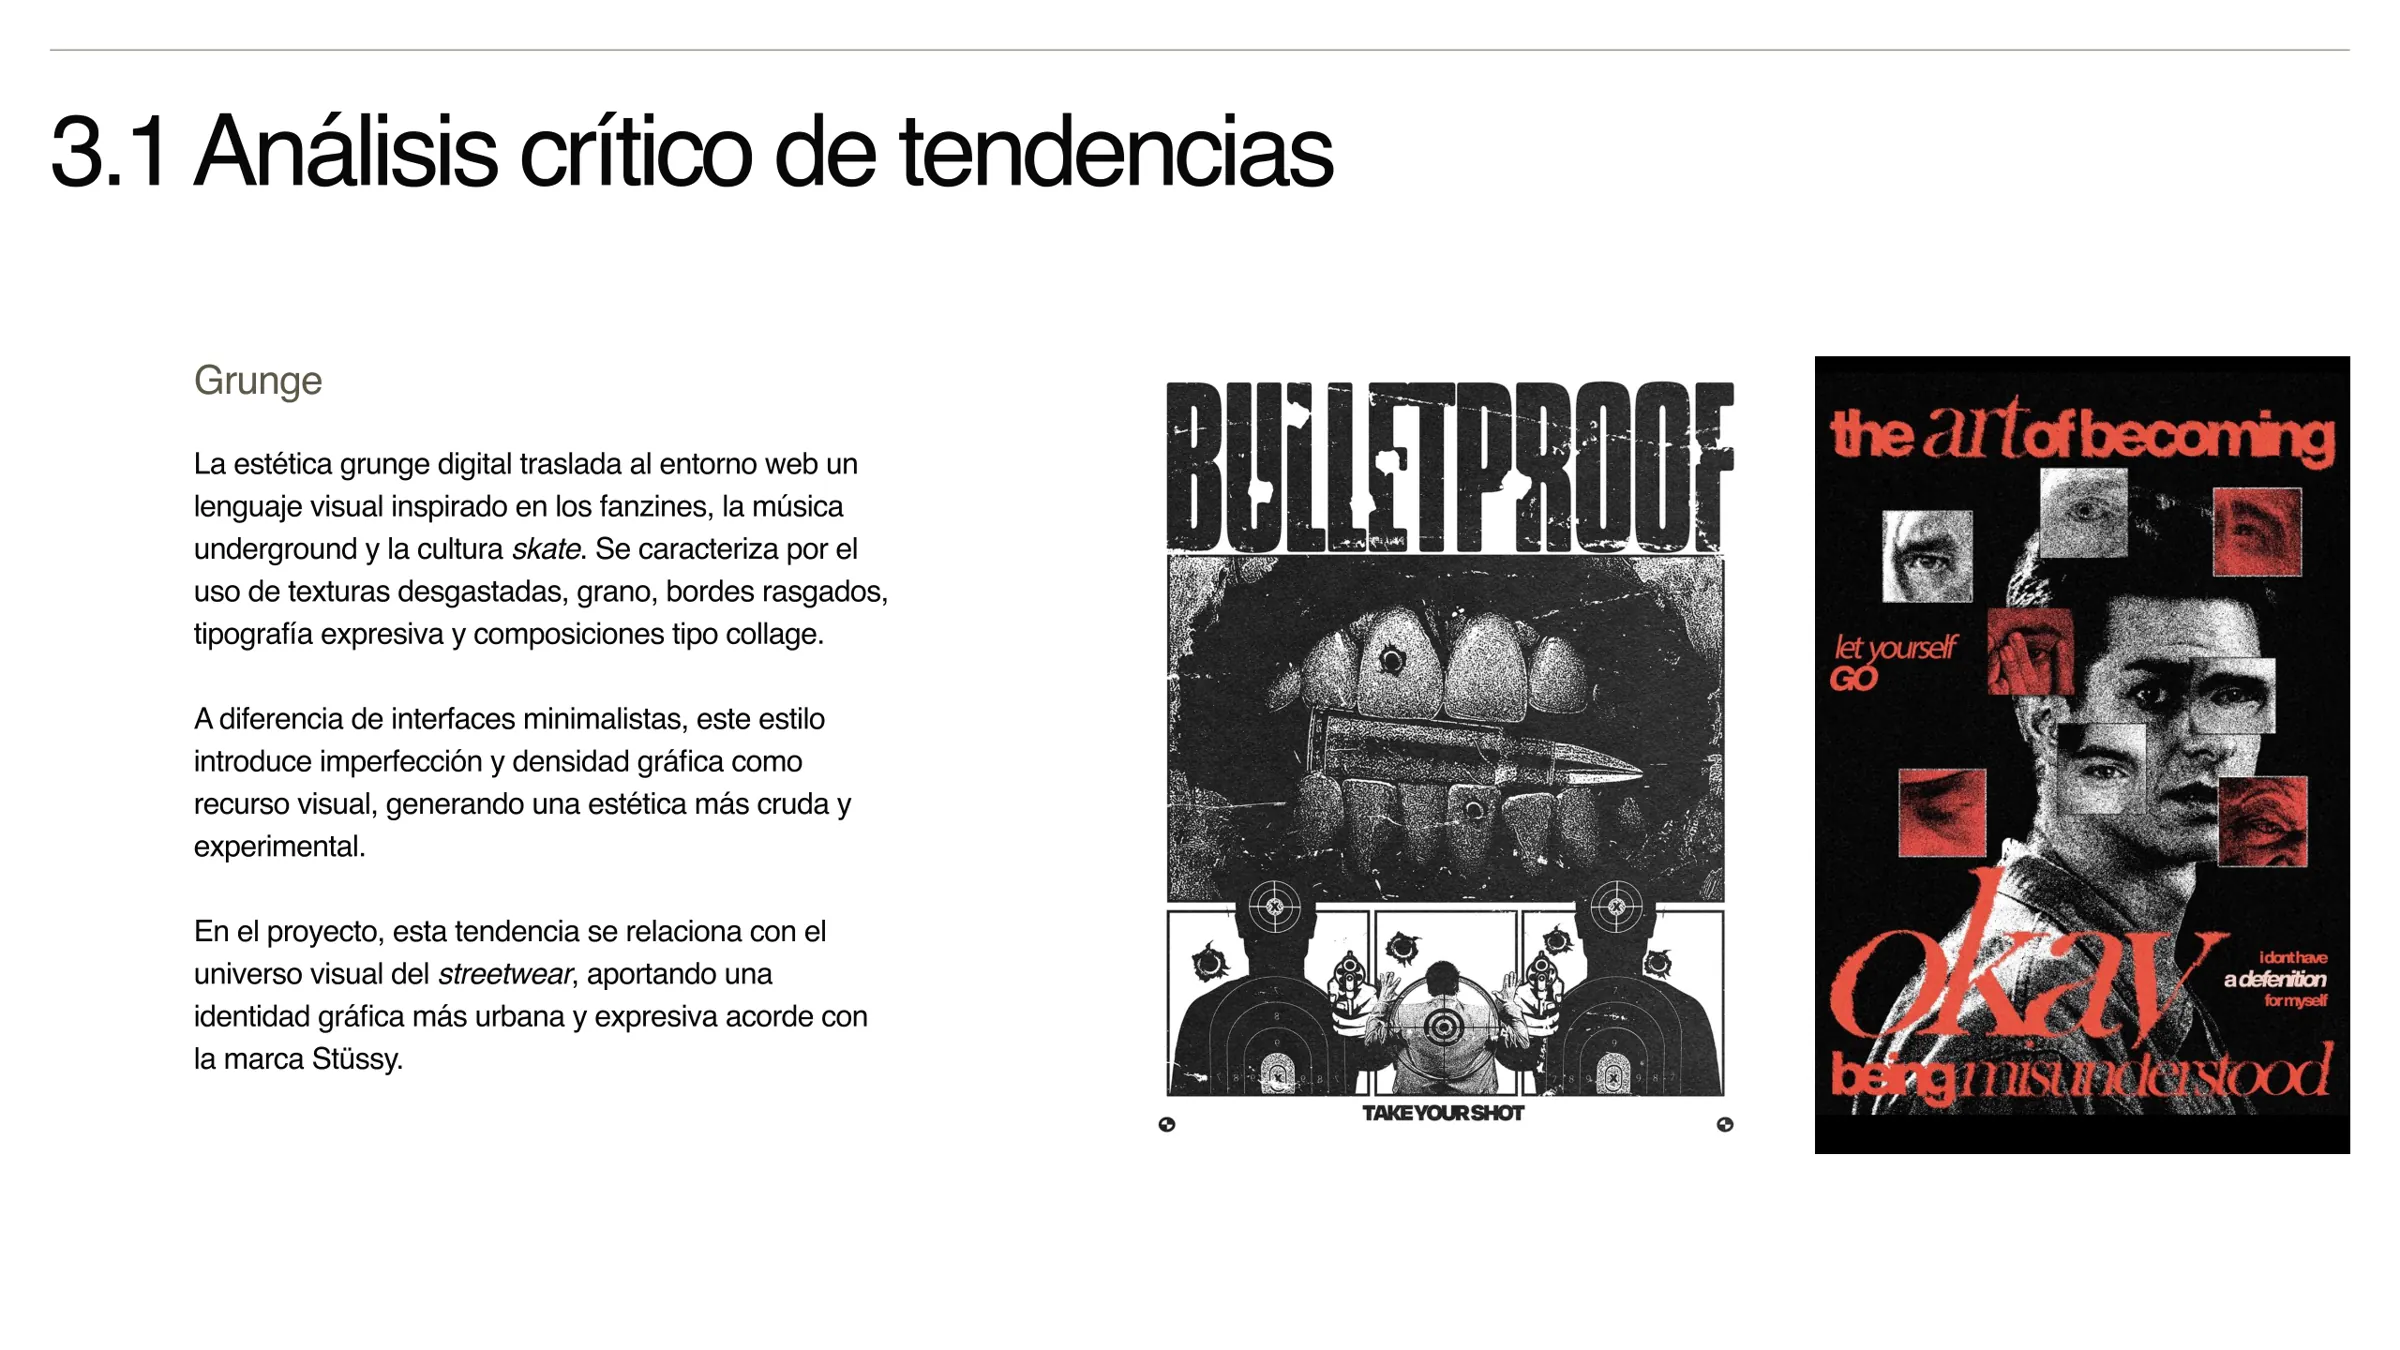 3.1 Análisis crítico de tendencias
Grunge
La estética grunge digital traslada al entorno web un
lenguaje visual inspirado en los fanzines, la música
underground y la cultura skate. Se caracteriza por el
uso de texturas desgastadas, grano, bordes rasgados,
tipografía expresiva y composiciones tipo collage.
A diferencia de interfaces minimalistas, este estilo
introduce imperfección y densidad gráfica como
recurso visual, generando una estética más cruda y
experimental.
En el proyecto, esta tendencia se relaciona con el
universo visual del streetwear, aportando una
identidad gráfica más urbana y expresiva acorde con
la marca Stüssy.
BULLETPROOF
TAKE YOUR SHOT
the art of becoming
let yourself
GO
okay
i dont have
a defenition
for myself
being misunderstood